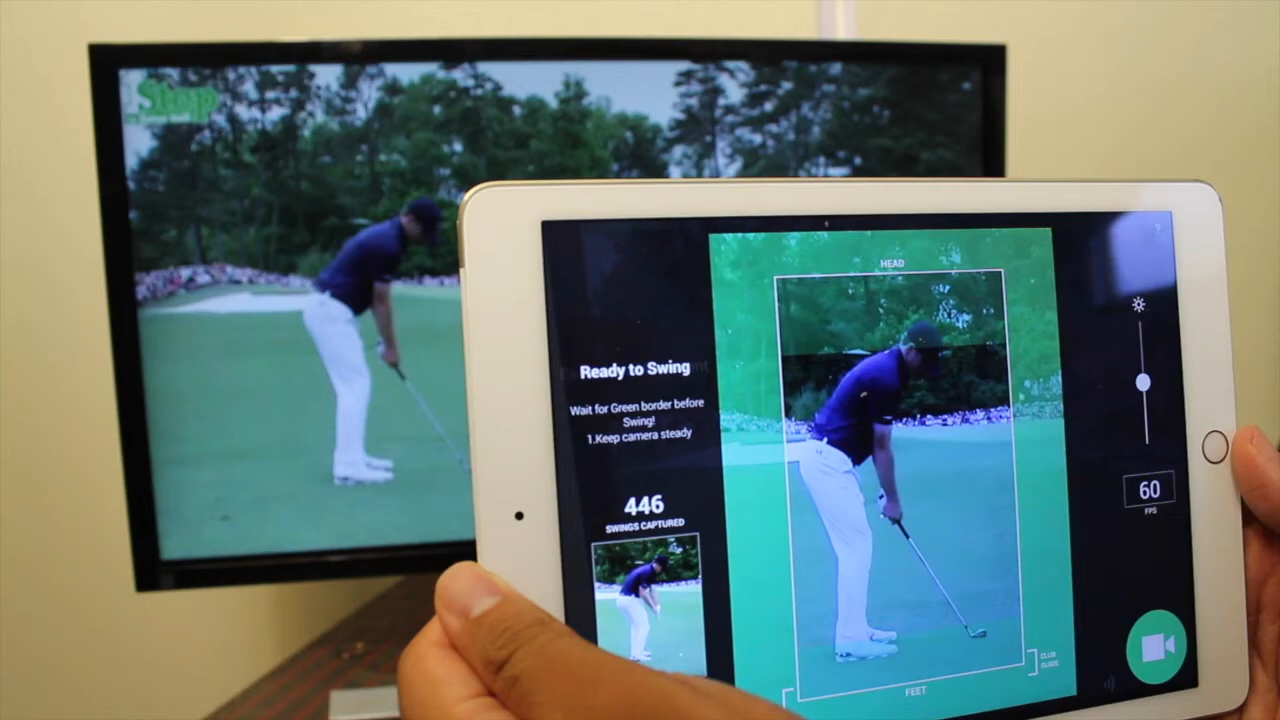 Stop
HEAD
?
Ready to Swing
Wait for Green border before
Swing!
1.Keep camera steady
446
SWINGS CAPTURED
60
FPS
CLUB
GUIDE
FEET